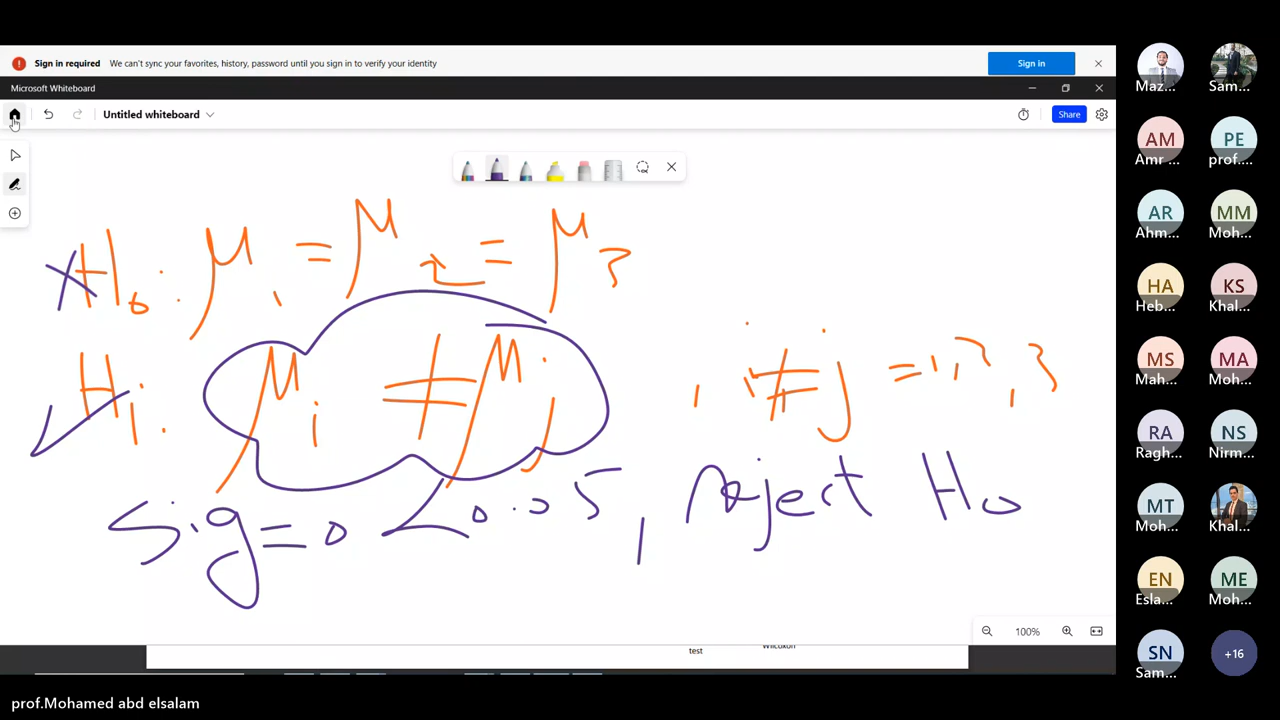 Sign in required We can't sync your favorites, history, password until you sign in to verify your identity Sign in
Microsoft Whiteboard
Untitled whiteboard Share
H0: μ1 = μ2 = μ3
H1: μi ≠ μj , i ≠ j = 1, 2, 3
Sig = 0 < 0.05, reject H0
100%
test Wilcoxon
prof.Mohamed abd elsalam
Maz... Sam...
AM PE
Amr ... prof....
AR MM
Ahm... Moh...
HA KS
Heb... Khal...
MS MA
Mah... Moh...
RA NS
Ragh... Nirm...
MT
Moh... Khal...
EN ME
Esla... Moh...
SN +16
Sam...